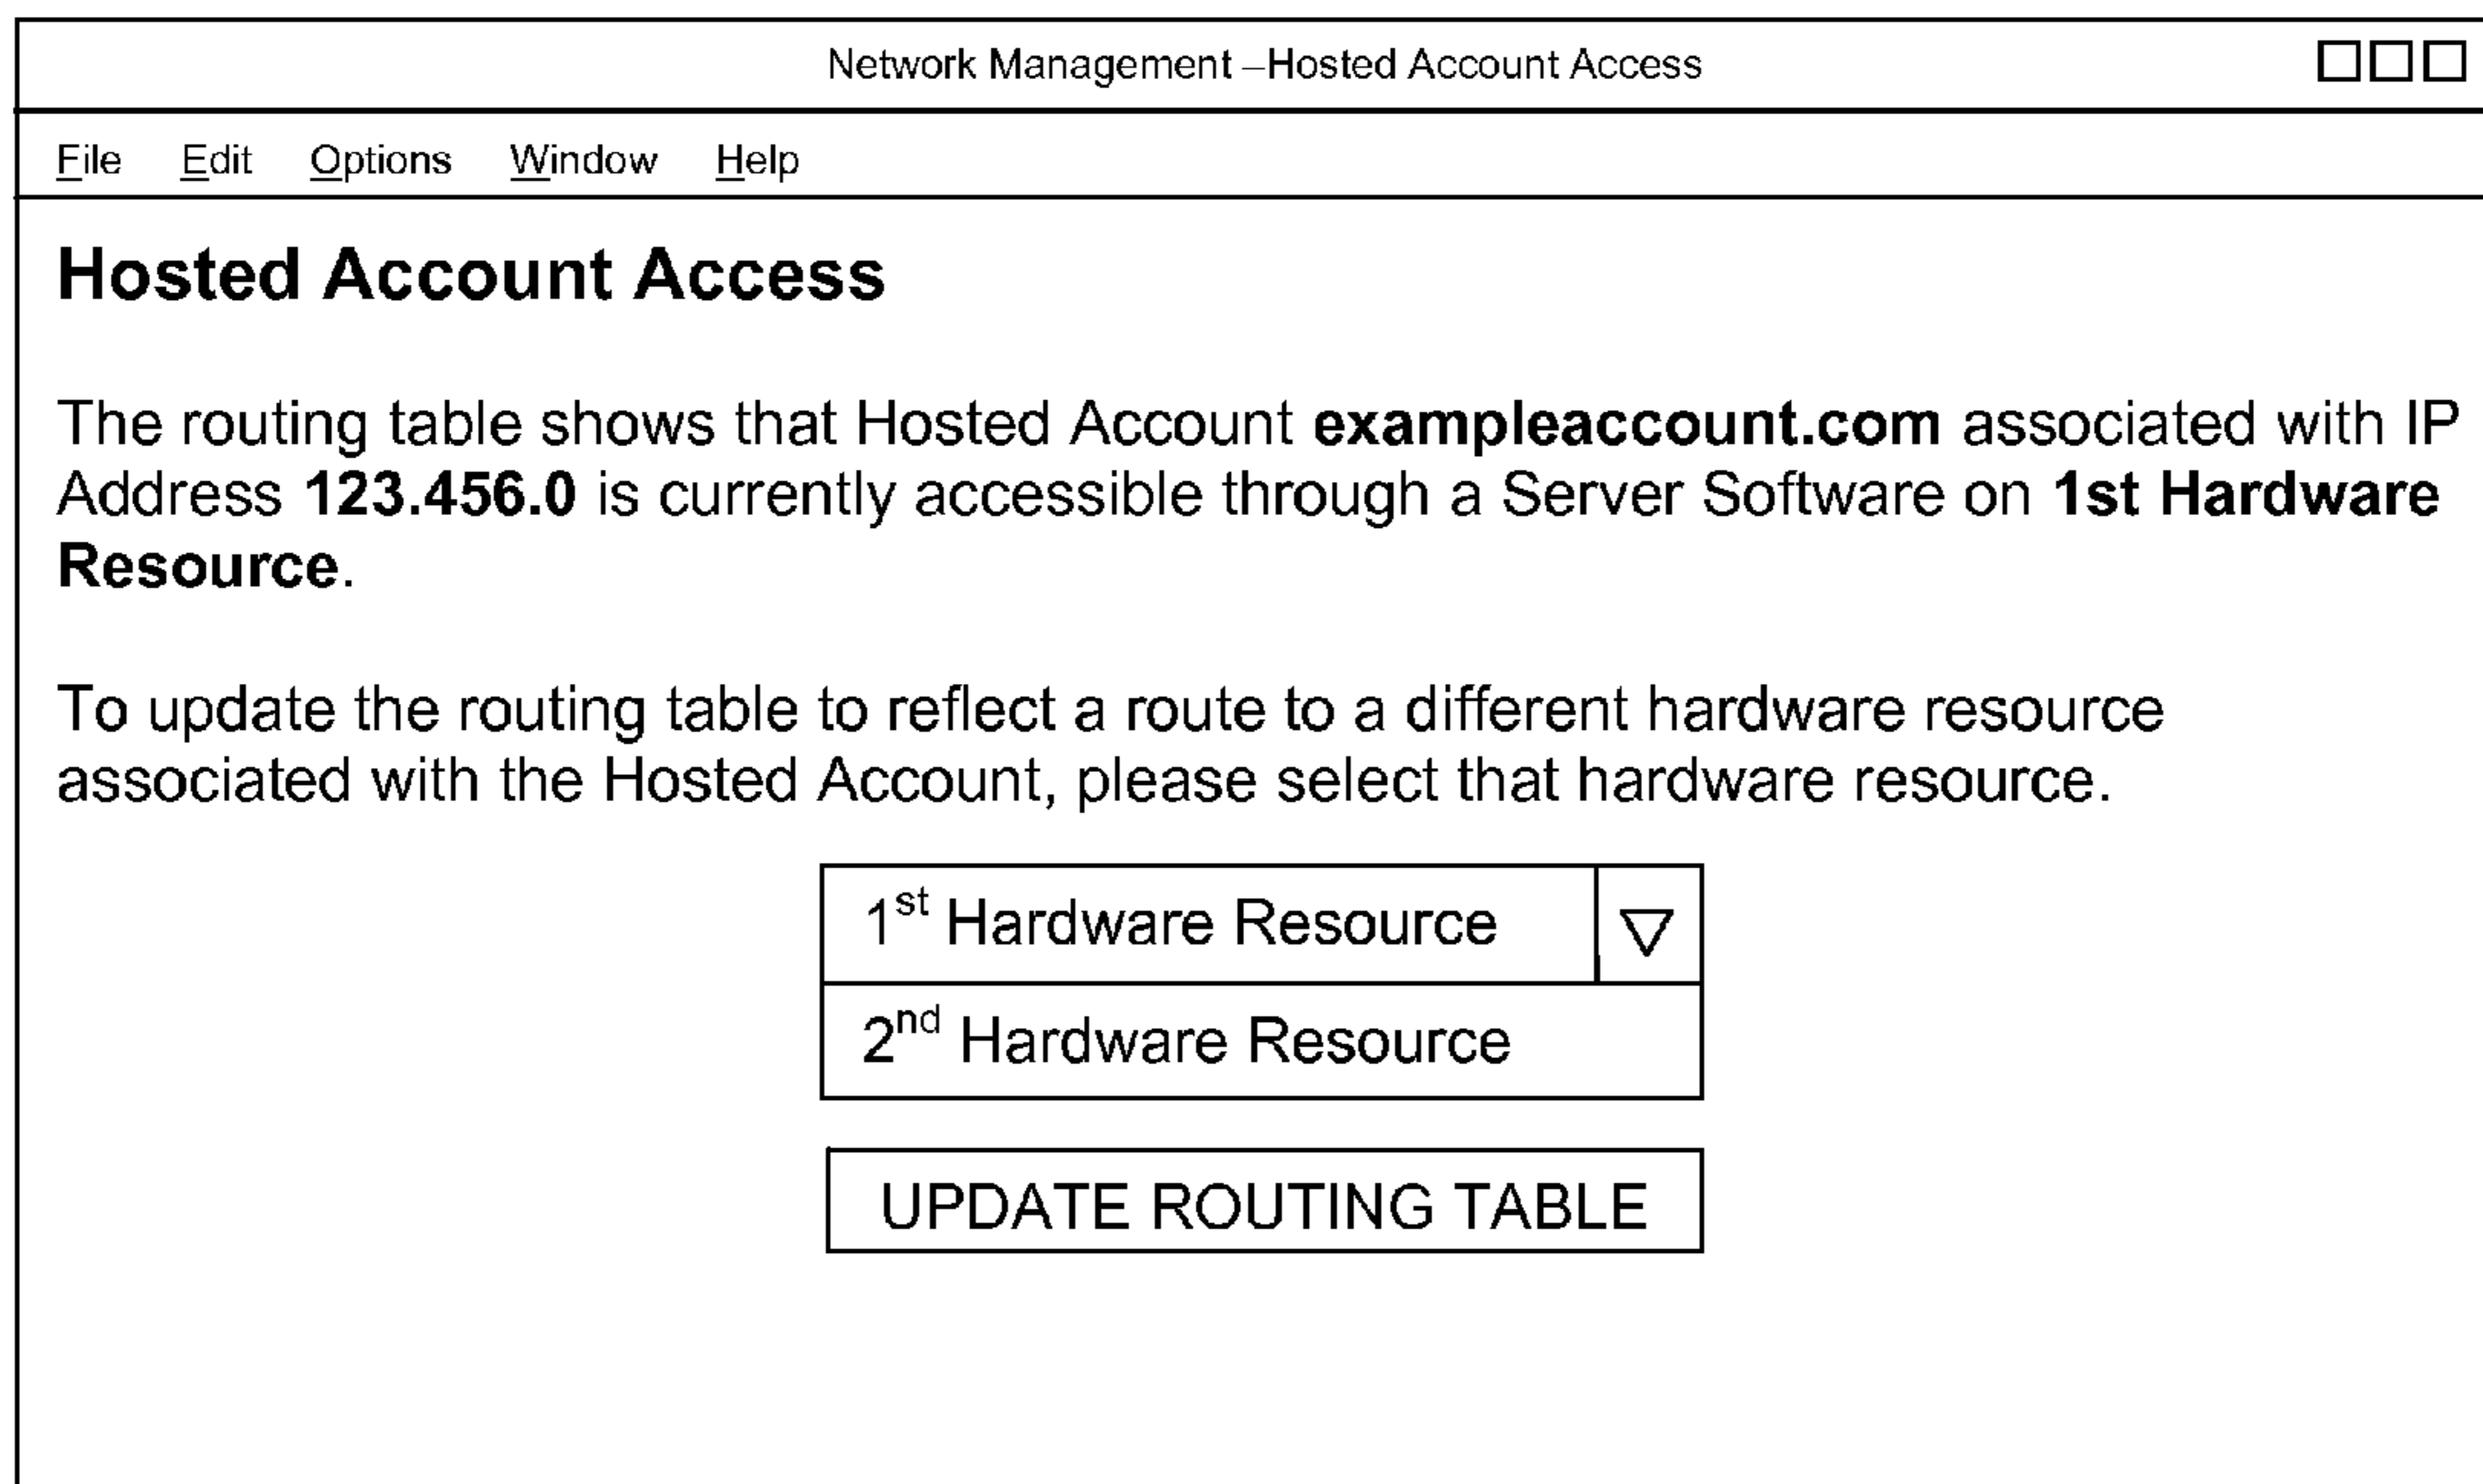 Network Management –Hosted Account Access
File Edit Options Window Help
Hosted Account Access
The routing table shows that Hosted Account exampleaccount.com associated with IP
Address 123.456.0 is currently accessible through a Server Software on 1st Hardware
Resource.
To update the routing table to reflect a route to a different hardware resource
associated with the Hosted Account, please select that hardware resource.
1st Hardware Resource
2nd Hardware Resource
UPDATE ROUTING TABLE